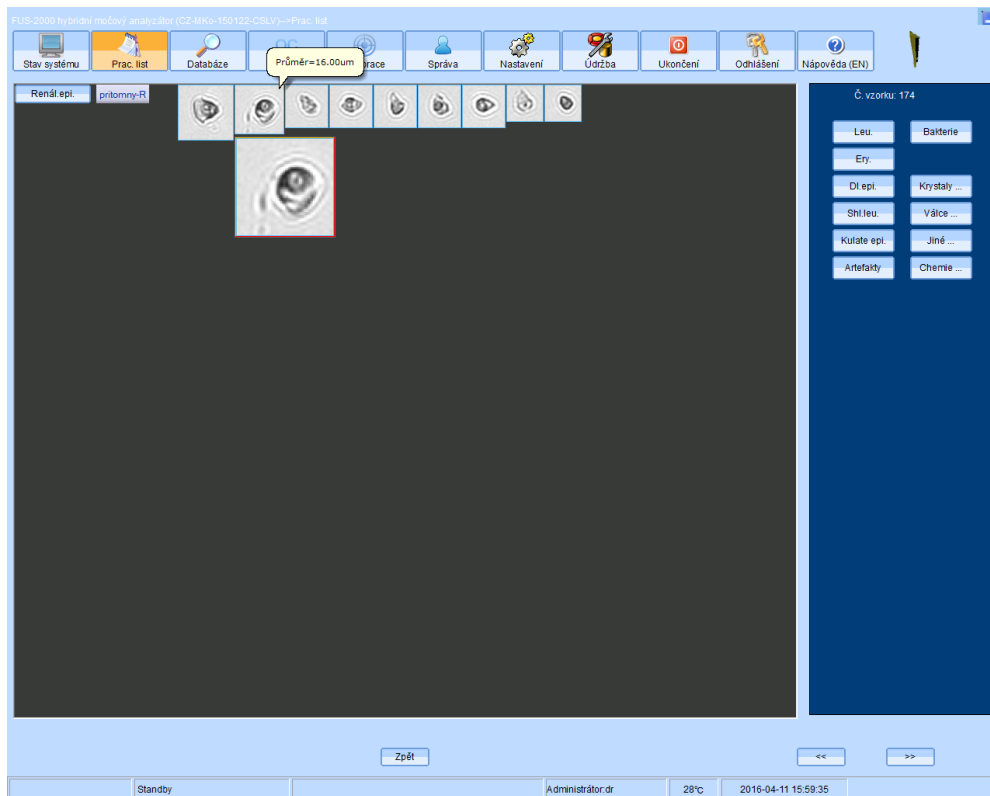 FUS-2000 hybridní močový analyzátor (CZ-MKo-150122-CSLV)-->Prac. list
Stav systému
Prac. list
Databáze
Průměr=16.00um
Správa
Nastavení
Údržba
Ukončení
Odhlášení
Nápověda (EN)
Renál.epi.
pritomny-R
Č. vzorku: 174
Leu.
Bakterie
Ery.
Dl.epi.
Krystaly ...
Shl.leu.
Válce ...
Kulate epi.
Jiné ...
Artefakty
Chemie ...
Zpět
<<
>>
Standby
Administrátor:dr
28℃
2016-04-11 15:59:35